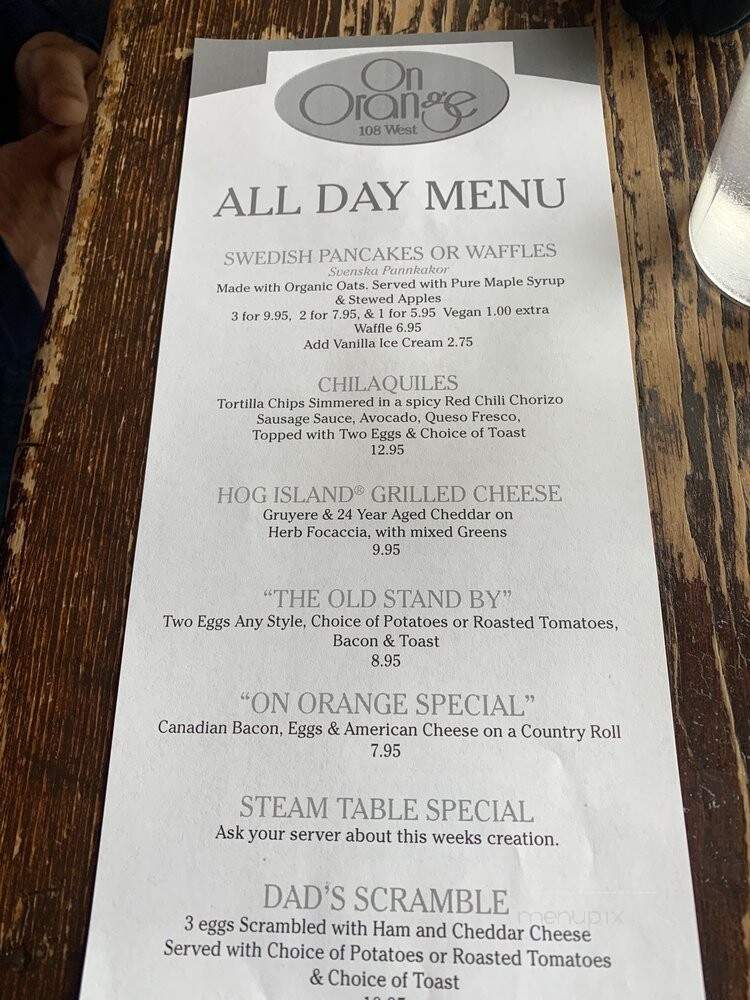 On
Orange
108 West
ALL DAY MENU
SWEDISH PANCAKES OR WAFFLES
Svenska Pannkakor
Made with Organic Oats. Served with Pure Maple Syrup
& Stewed Apples
3 for 9.95, 2 for 7.95, & 1 for 5.95 Vegan 1.00 extra
Waffle 6.95
Add Vanilla Ice Cream 2.75
CHILAQUILES
Tortilla Chips Simmered in a spicy Red Chili Chorizo
Sausage Sauce, Avocado, Queso Fresco,
Topped with Two Eggs & Choice of Toast
12.95
HOG ISLAND® GRILLED CHEESE
Gruyere & 24 Year Aged Cheddar on
Herb Focaccia, with mixed Greens
9.95
“THE OLD STAND BY”
Two Eggs Any Style, Choice of Potatoes or Roasted Tomatoes,
Bacon & Toast
8.95
“ON ORANGE SPECIAL”
Canadian Bacon, Eggs & American Cheese on a Country Roll
7.95
STEAM TABLE SPECIAL
Ask your server about this weeks creation.
DAD’S SCRAMBLE
menupix
3 eggs Scrambled with Ham and Cheddar Cheese
Served with Choice of Potatoes or Roasted Tomatoes
& Choice of Toast